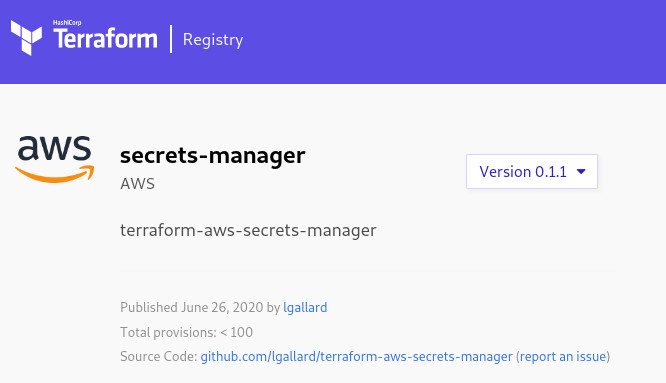 HashiCorp
Terraform
Registry
aws
secrets-manager
AWS
Version 0.1.1
terraform-aws-secrets-manager
Published June 26, 2020 by lgallard
Total provisions: < 100
Source Code: github.com/lgallard/terraform-aws-secrets-manager (report an issue)